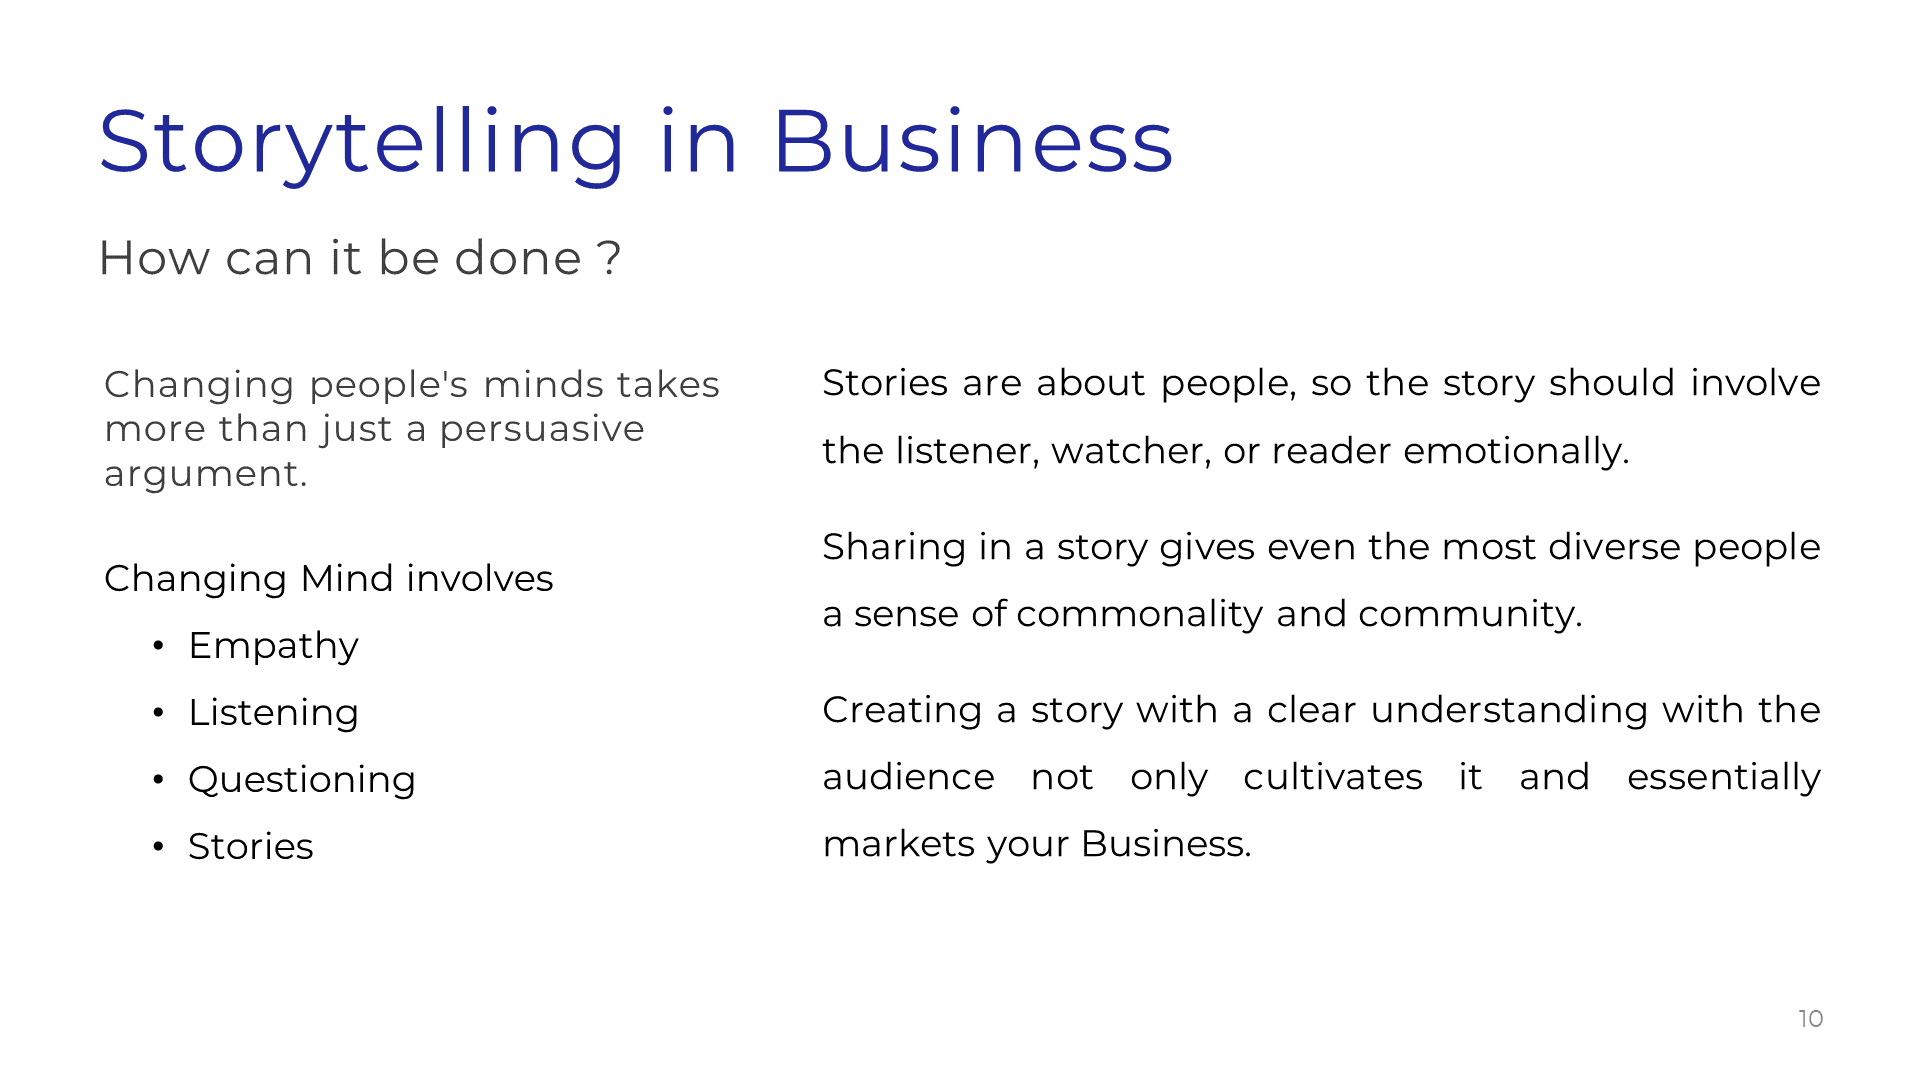 Storytelling in Business
How can it be done ?
Changing people's minds takes
more than just a persuasive
argument.
Changing Mind involves
• Empathy
• Listening
• Questioning
• Stories
Stories are about people, so the story should involve
the listener, watcher, or reader emotionally.
Sharing in a story gives even the most diverse people
a sense of commonality and community.
Creating a story with a clear understanding with the
audience not only cultivates it and essentially
markets your Business.
10